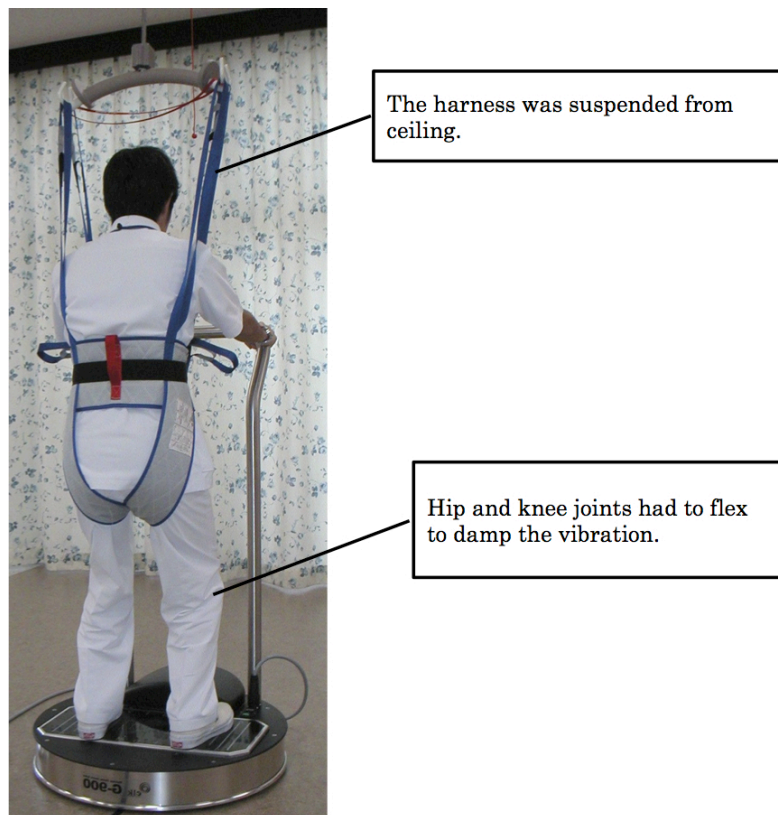 The harness was suspended from
ceiling.
Hip and knee joints had to flex
to damp the vibration.
G-900